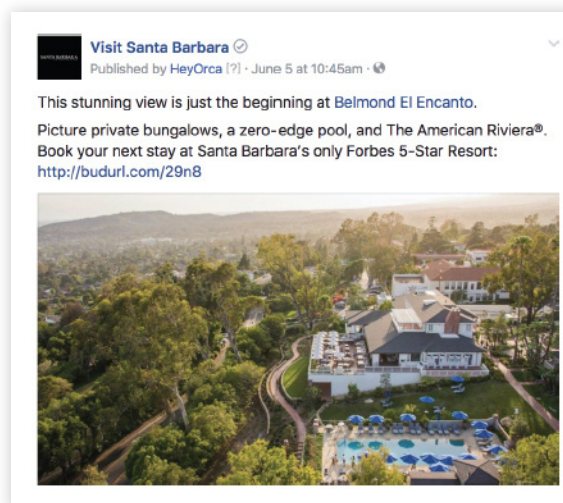 SANTA BARBARA
Visit Santa Barbara
Published by HeyOrca [?] · June 5 at 10:45am ·
This stunning view is just the beginning at Belmond El Encanto.
Picture private bungalows, a zero-edge pool, and The American Riviera®.
Book your next stay at Santa Barbara's only Forbes 5-Star Resort:
http://budurl.com/29n8